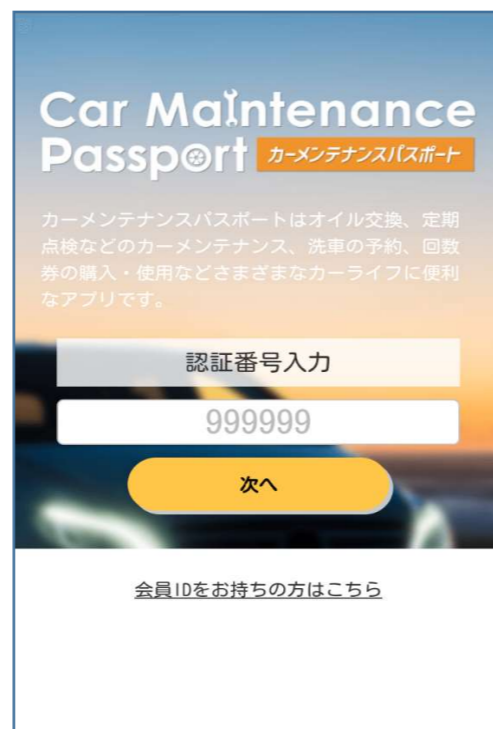 Car Maintenance
Passport カーメンテナンスパスポート
カーメンテナンスパスポートはオイル交換、定期
点検などのカーメンテナンス、洗車の予約、回数
券の購入・使用などさまざまなカーライフに便利
なアプリです。
認証番号入力
999999
次へ
会員IDをお持ちの方はこちら